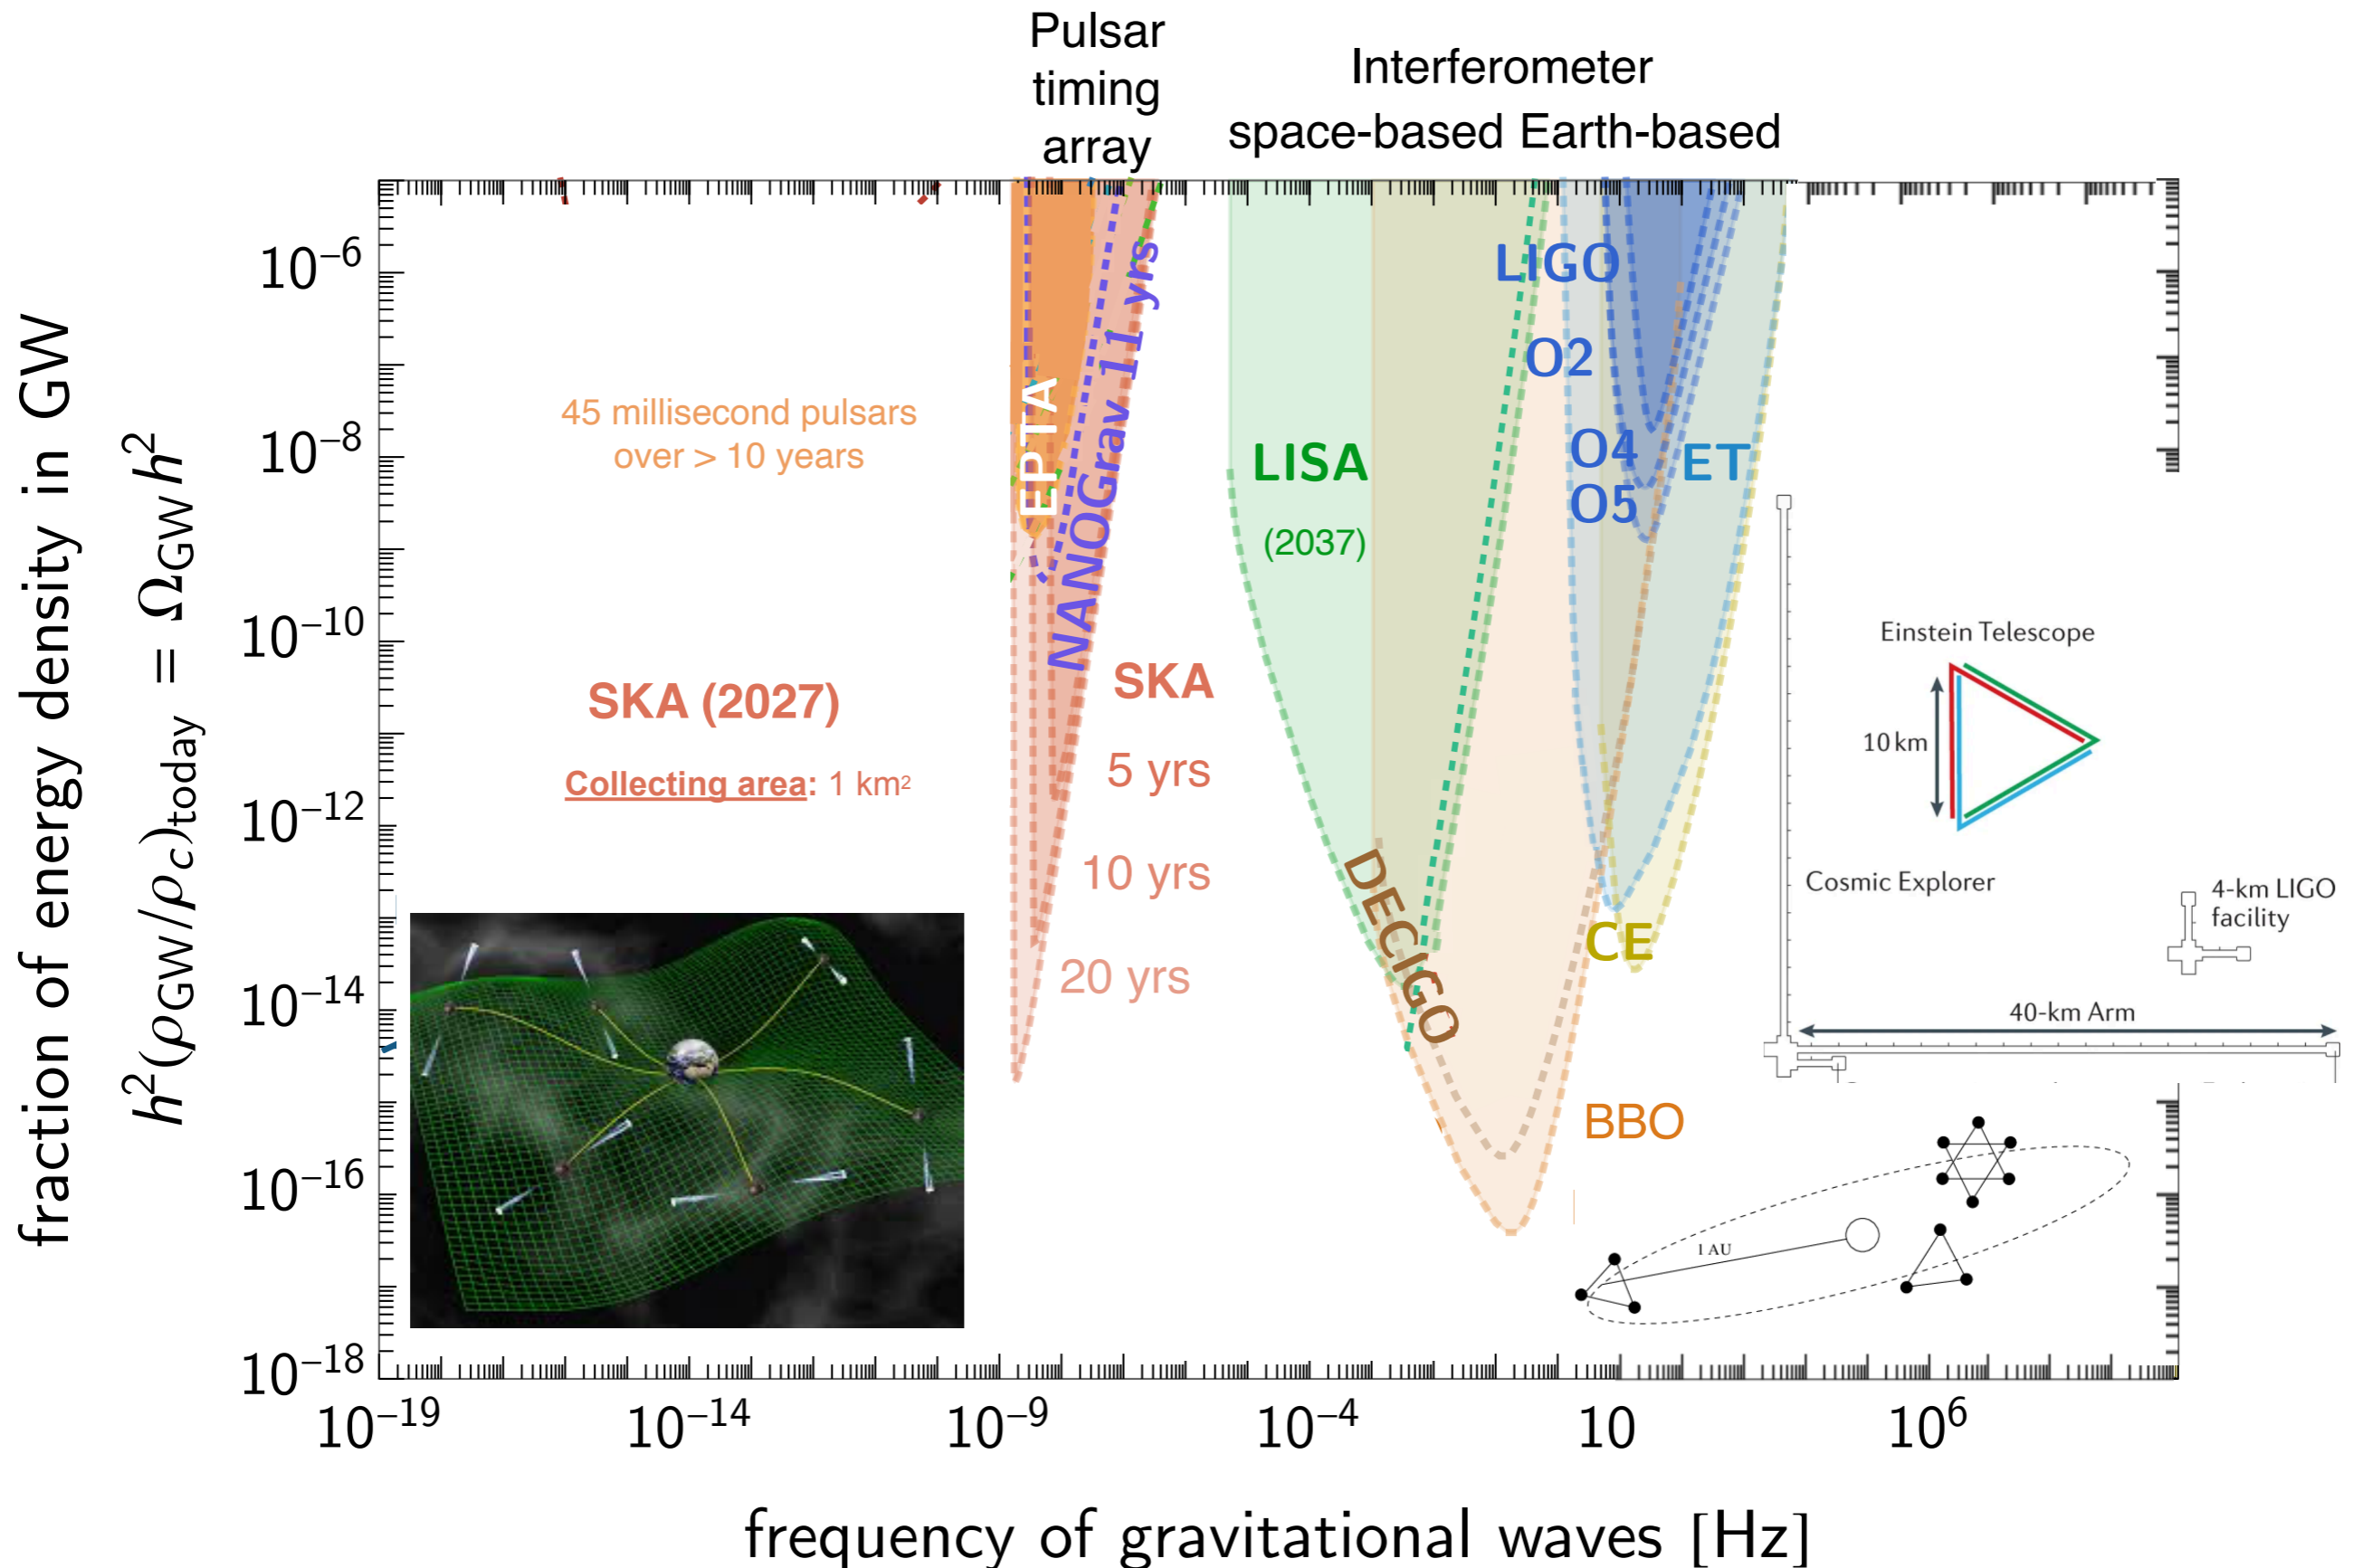 Pulsar
timing
array
Interferometer
space-based Earth-based
fraction of energy density in GW
h²(ρGW/ρc)today = ΩGWh²
10⁻⁶
10⁻⁸
10⁻¹⁰
10⁻¹²
10⁻¹⁴
10⁻¹⁶
10⁻¹⁸
45 millisecond pulsars
over > 10 years
SKA (2027)
Collecting area: 1 km²
EPTA
NANOGrav 11 yrs
SKA
5 yrs
10 yrs
20 yrs
LISA
(2037)
DECIGO
BBO
LIGO
O2
O4
O5
ET
CE
Einstein Telescope
10 km
Cosmic Explorer
4-km LIGO
facility
40-km Arm
1 AU
10⁻¹⁹
10⁻¹⁴
10⁻⁹
10⁻⁴
10
10⁶
frequency of gravitational waves [Hz]